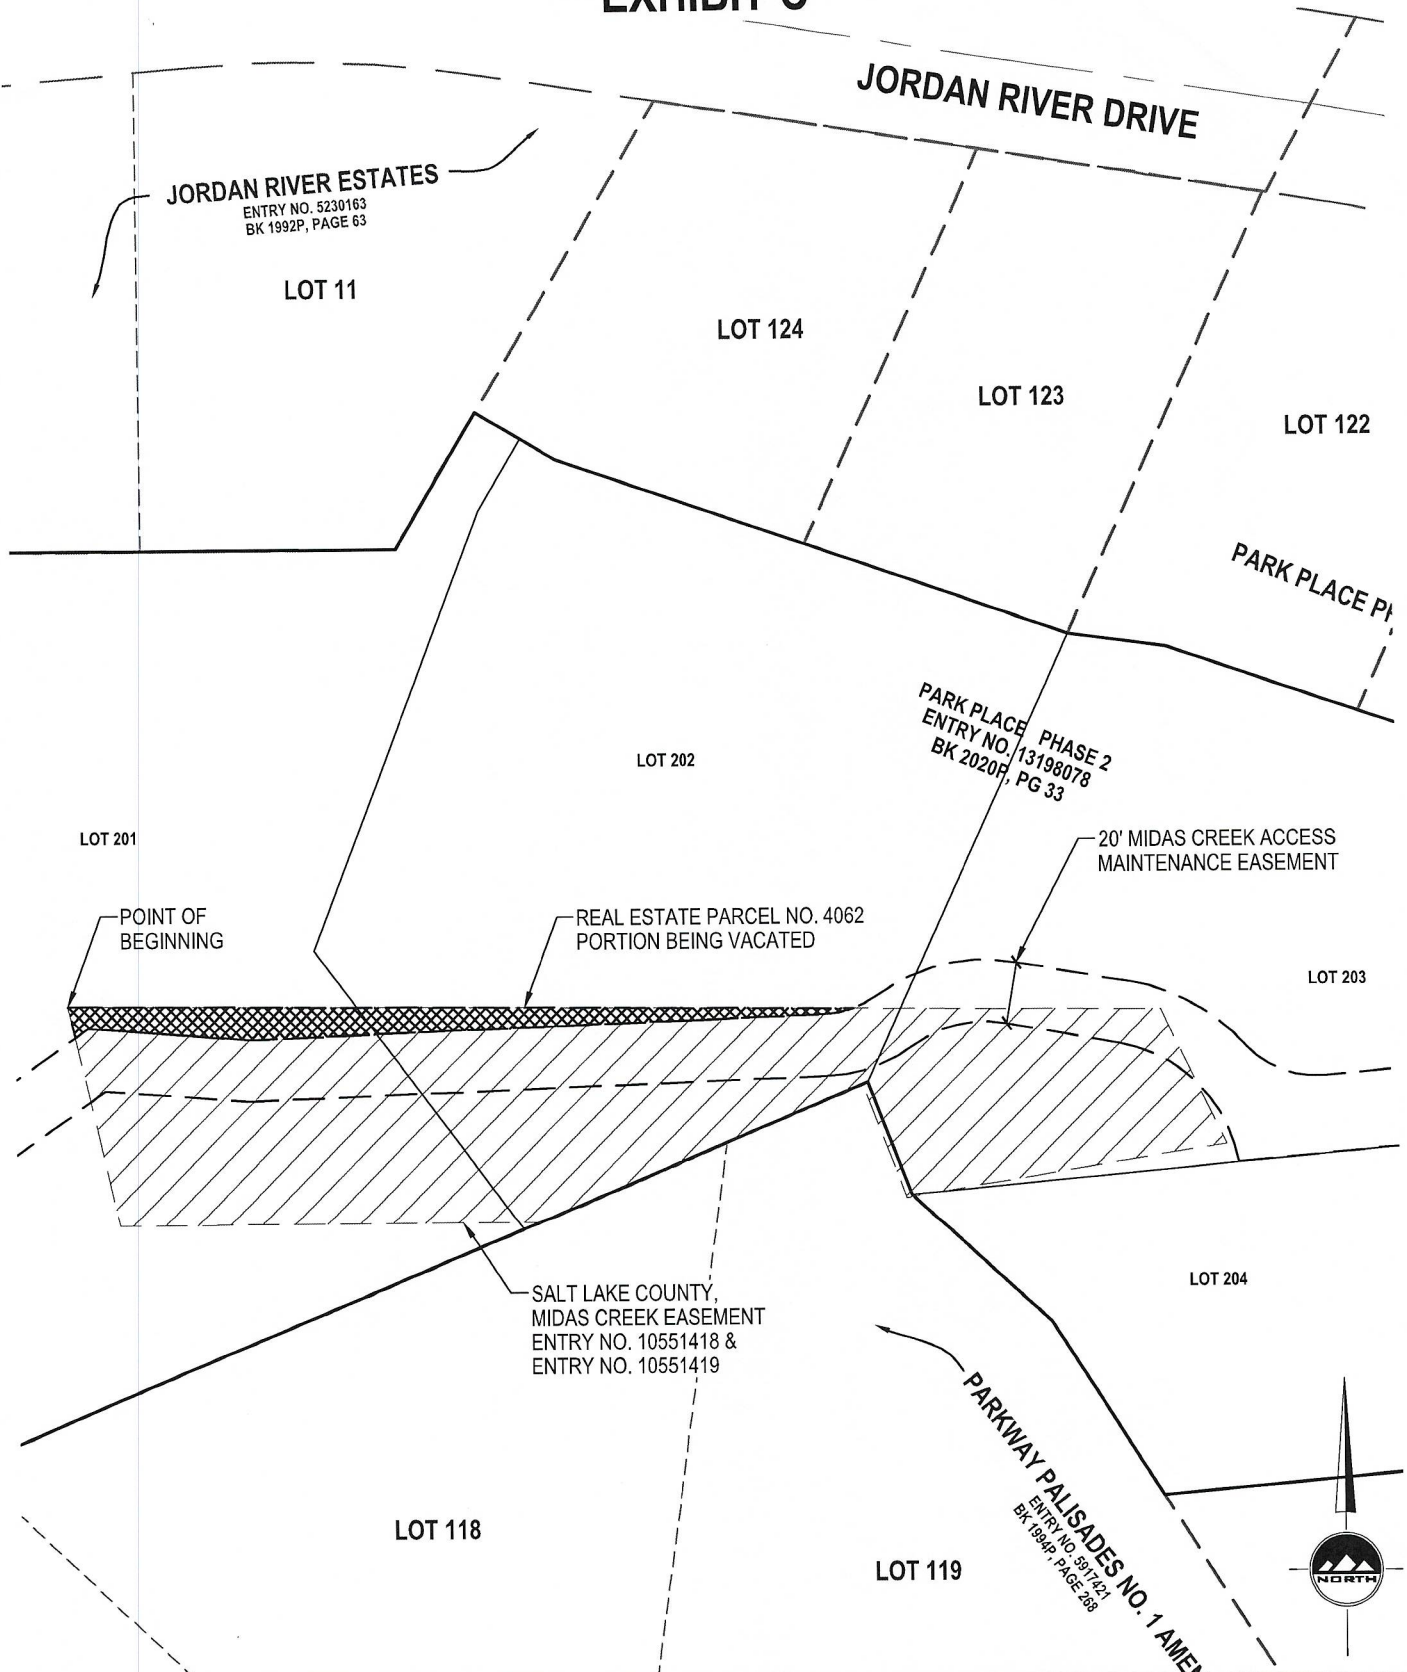 JORDAN RIVER DRIVE
JORDAN RIVER ESTATES
ENTRY NO. 5230163
BK 1992P, PAGE 63
LOT 11
LOT 124
LOT 123
LOT 122
PARK PLACE
PARK PLACE PHASE 2
ENTRY NO. 13198078
BK 2020P, PG 33
LOT 202
LOT 201
20' MIDAS CREEK ACCESS
MAINTENANCE EASEMENT
POINT OF
BEGINNING
REAL ESTATE PARCEL NO. 4062
PORTION BEING VACATED
LOT 203
LOT 204
SALT LAKE COUNTY,
MIDAS CREEK EASEMENT
ENTRY NO. 10551418 &
ENTRY NO. 10551419
PARKWAY PALISADES NO. 1
ENTRY NO. 5917421
BK 1994P, PAGE 268
LOT 118
LOT 119
NORTH